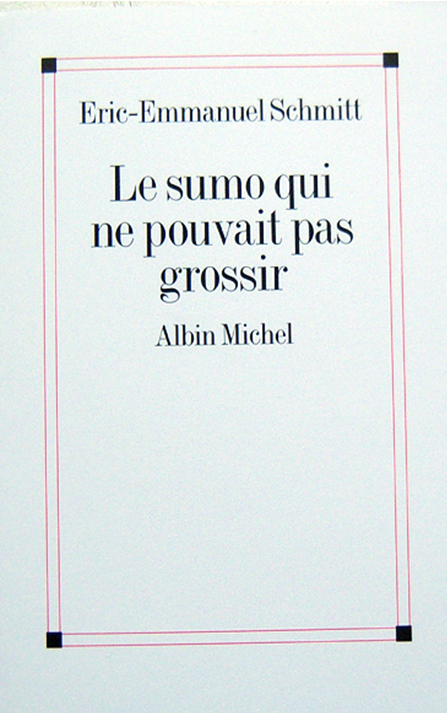 Eric-Emmanuel Schmitt
Le sumo qui
ne pouvait pas
grossir
Albin Michel